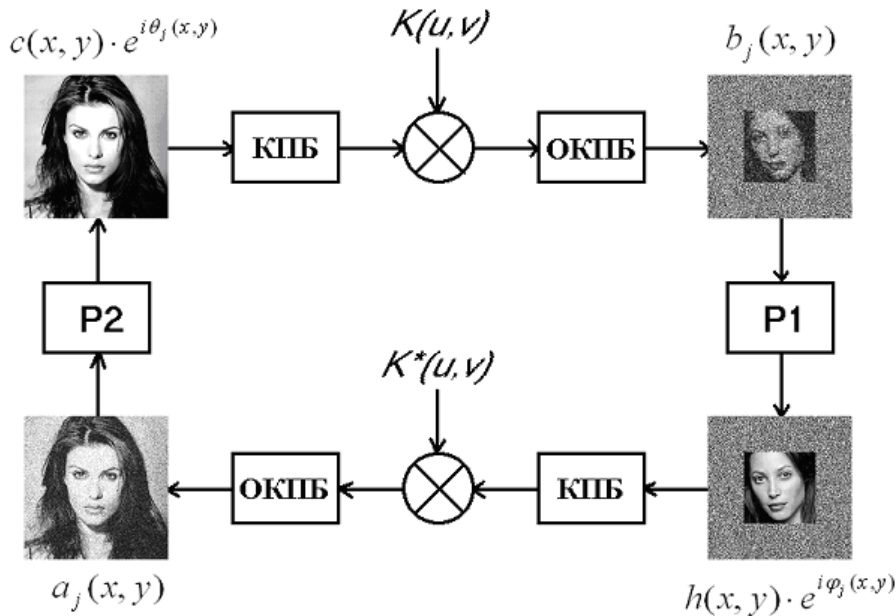 c(x, y) · e^{iθ_j(x,y)}
K(u,v)
b_j(x, y)
КПБ
ОКПБ
P2
P1
K*(u,v)
ОКПБ
КПБ
a_j(x, y)
h(x, y) · e^{iφ_j(x,y)}